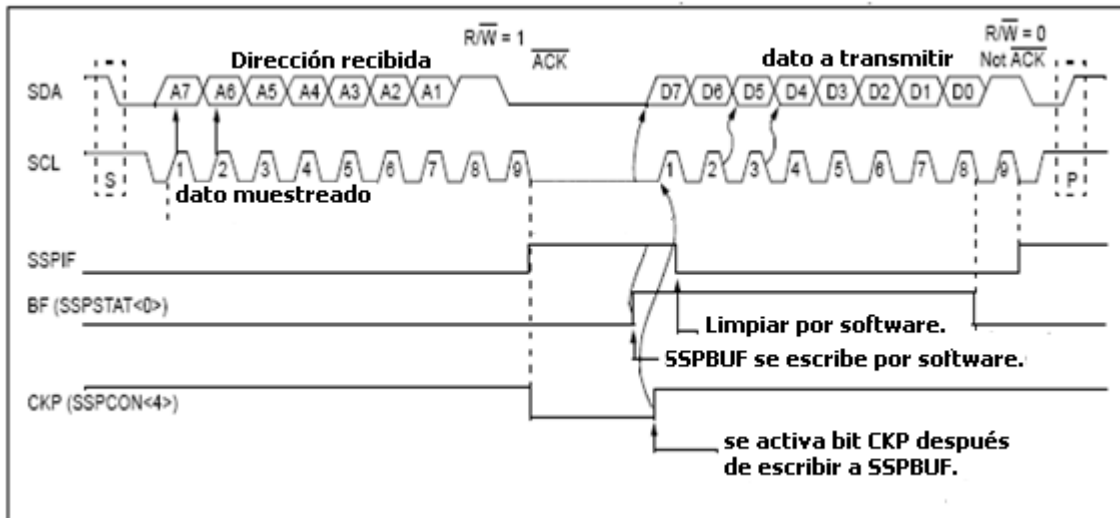 R/W = 1
ACK
R/W = 0
Not ACK
Dirección recibida
dato a transmitir
SDA
A7 A6 A5 A4 A3 A2 A1
D7 D6 D5 D4 D3 D2 D1 D0
SCL
S
1 2 3 4 5 6 7 8 9
1 2 3 4 5 6 7 8 9
P
dato muestreado
SSPIF
BF (SSPSTAT<0>)
Limpiar por software.
SSPBUF se escribe por software.
CKP (SSPCON<4>)
se activa bit CKP después
de escribir a SSPBUF.